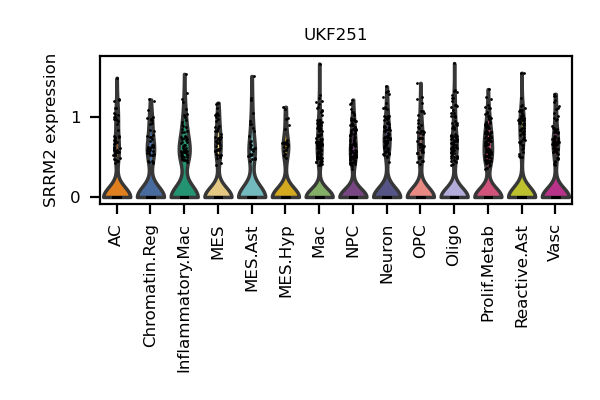 UKF251
SRRM2 expression
1
0
AC
Chromatin.Reg
Inflammatory.Mac
MES
MES.Ast
MES.Hyp
Mac
NPC
Neuron
OPC
Oligo
Prolif.Metab
Reactive.Ast
Vasc